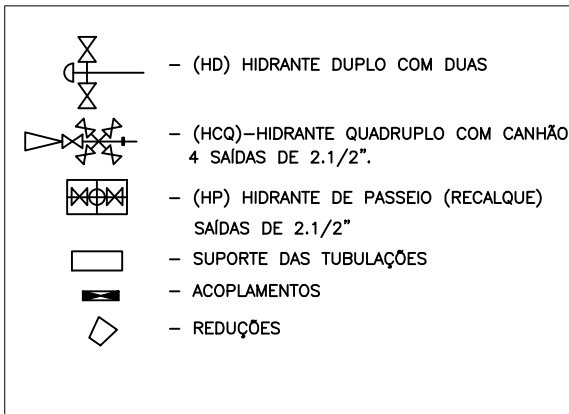 – (HD) HIDRANTE DUPLO COM DUAS
– (HCQ)–HIDRANTE QUADRUPLO COM CANHÃO
4 SAÍDAS DE 2.1/2”.
– (HP) HIDRANTE DE PASSEIO (RECALQUE)
SAÍDAS DE 2.1/2”
– SUPORTE DAS TUBULAÇÕES
– ACOPLAMENTOS
– REDUÇÕES